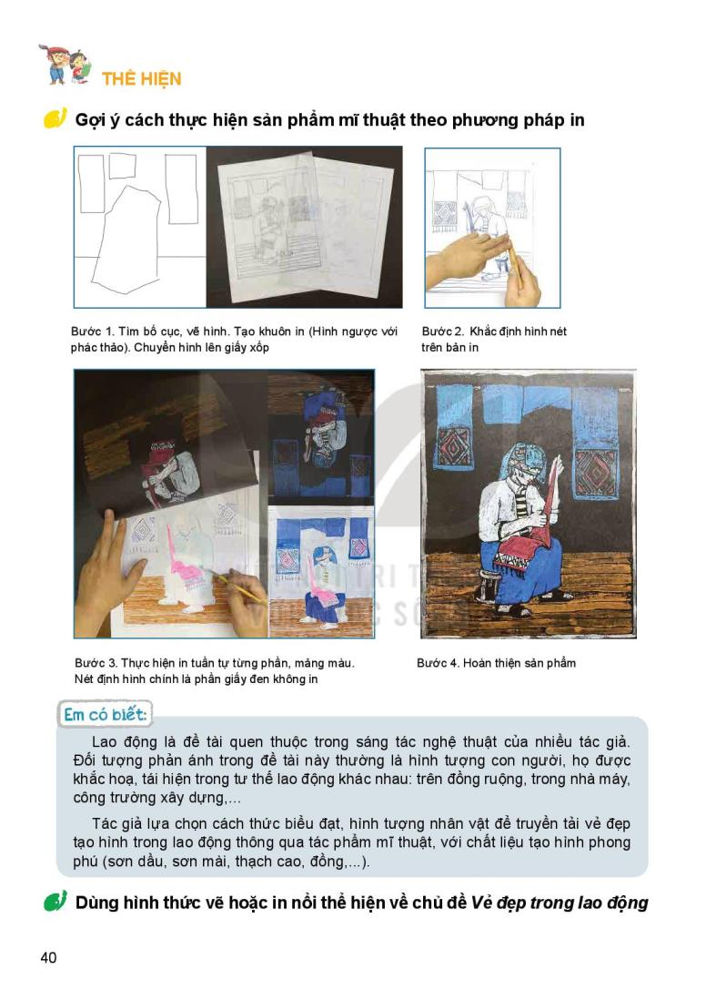 THỂ HIỆN
Gợi ý cách thực hiện sản phẩm mĩ thuật theo phương pháp in
Bước 1. Tìm bố cục, vẽ hình. Tạo khuôn in (Hình ngược với
phác thảo). Chuyển hình lên giấy xốp
Bước 2. Khắc định hình nét
trên bản in
Bước 3. Thực hiện in tuần tự từng phần, mảng màu.
Nét định hình chính là phần giấy đen không in
Bước 4. Hoàn thiện sản phẩm
Em có biết:
Lao động là đề tài quen thuộc trong sáng tác nghệ thuật của nhiều tác giả.
Đối tượng phản ánh trong đề tài này thường là hình tượng con người, họ được
khắc hoạ, tái hiện trong tư thế lao động khác nhau: trên đồng ruộng, trong nhà máy,
công trường xây dựng,...
Tác giả lựa chọn cách thức biểu đạt, hình tượng nhân vật để truyền tải vẻ đẹp
tạo hình trong lao động thông qua tác phẩm mĩ thuật, với chất liệu tạo hình phong
phú (sơn dầu, sơn mài, thạch cao, đồng,...).
Dùng hình thức vẽ hoặc in nổi thể hiện về chủ đề Vẻ đẹp trong lao động
40